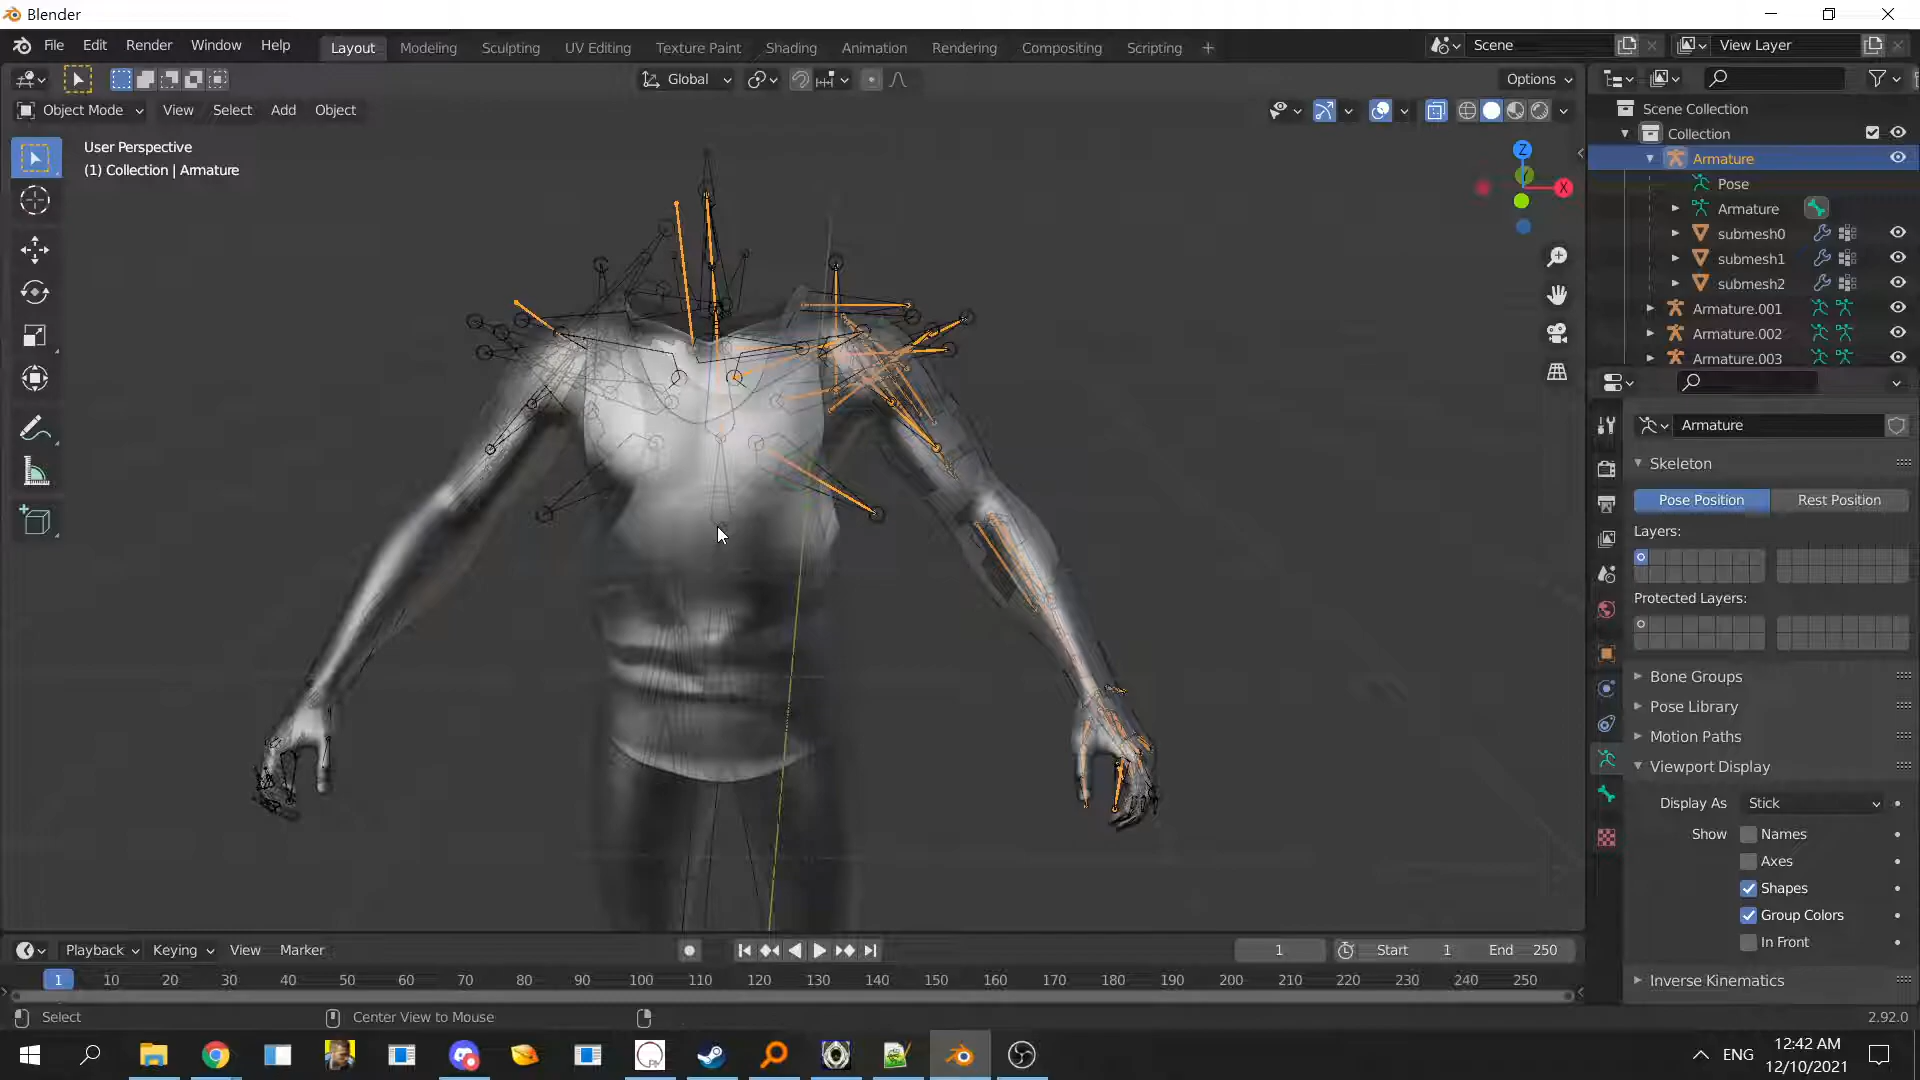 Blender
File Edit Render Window Help Layout Modeling Sculpting UV Editing Texture Paint Shading Animation Rendering Compositing Scripting Scene View Layer
Global Options
Object Mode View Select Add Object
User Perspective
(1) Collection | Armature
Z
Y
X
Scene Collection
Collection
Armature
Pose
Armature
submesh0
submesh1
submesh2
Armature.001
Armature.002
Armature.003
Armature
Skeleton
Pose Position Rest Position
Layers:
Protected Layers:
Bone Groups
Pose Library
Motion Paths
Viewport Display
Display As Stick
Show Names
Axes
Shapes
Group Colors
In Front
Inverse Kinematics
Playback Keying View Marker 1 Start 1 End 250
1 10 20 30 40 50 60 70 80 90 100 110 120 130 140 150 160 170 180 190 200 210 220 230 240 250
Select Center View to Mouse 2.92.0
ENG
12:42 AM
12/10/2021